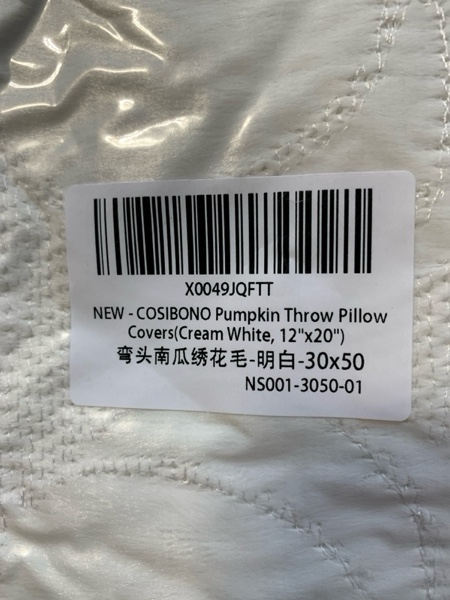 X0049JQFTT
NEW - COSIBONO Pumpkin Throw Pillow
Covers(Cream White, 12"x20")
弯头南瓜绣花毛-明白-30x50
NS001-3050-01